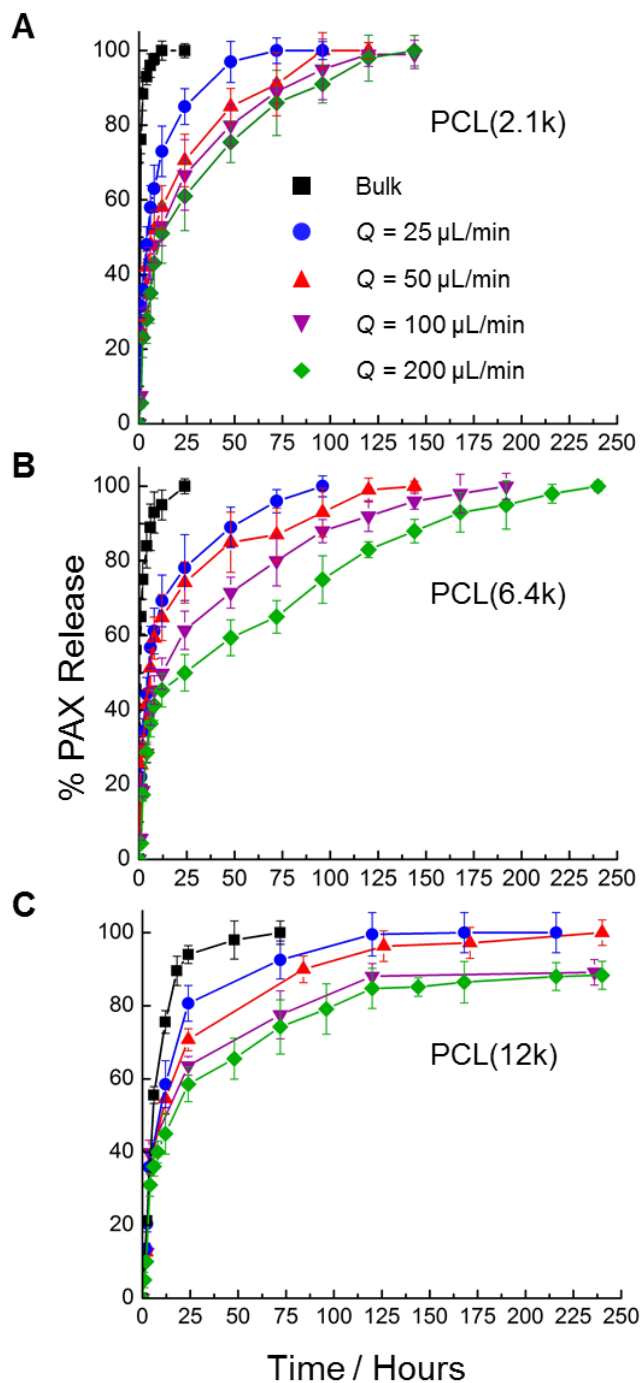 A
100
80
60
40
20
0
0 25 50 75 100 125 150 175 200 225 250
PCL(2.1k)
Bulk
Q = 25 µL/min
Q = 50 µL/min
Q = 100 µL/min
Q = 200 µL/min
B
100
80
60
40
20
0
0 25 50 75 100 125 150 175 200 225 250
PCL(6.4k)
% PAX Release
C
100
80
60
40
20
0
0 25 50 75 100 125 150 175 200 225 250
PCL(12k)
Time / Hours